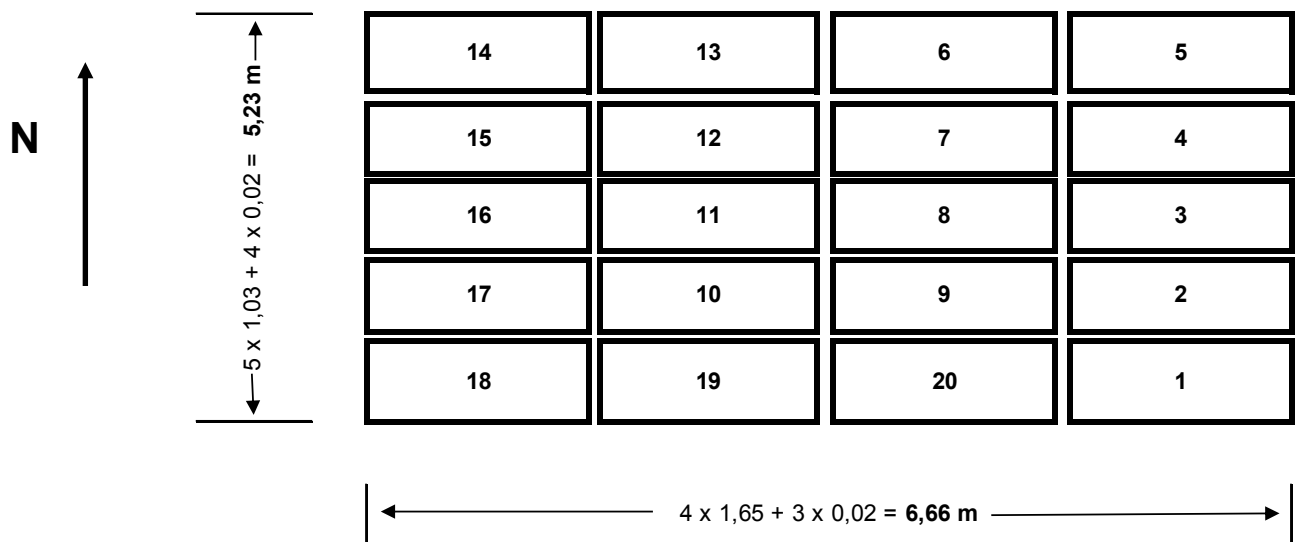 N
5 x 1,03 + 4 x 0,02 = 5,23 m
14 13 6 5
15 12 7 4
16 11 8 3
17 10 9 2
18 19 20 1
4 x 1,65 + 3 x 0,02 = 6,66 m